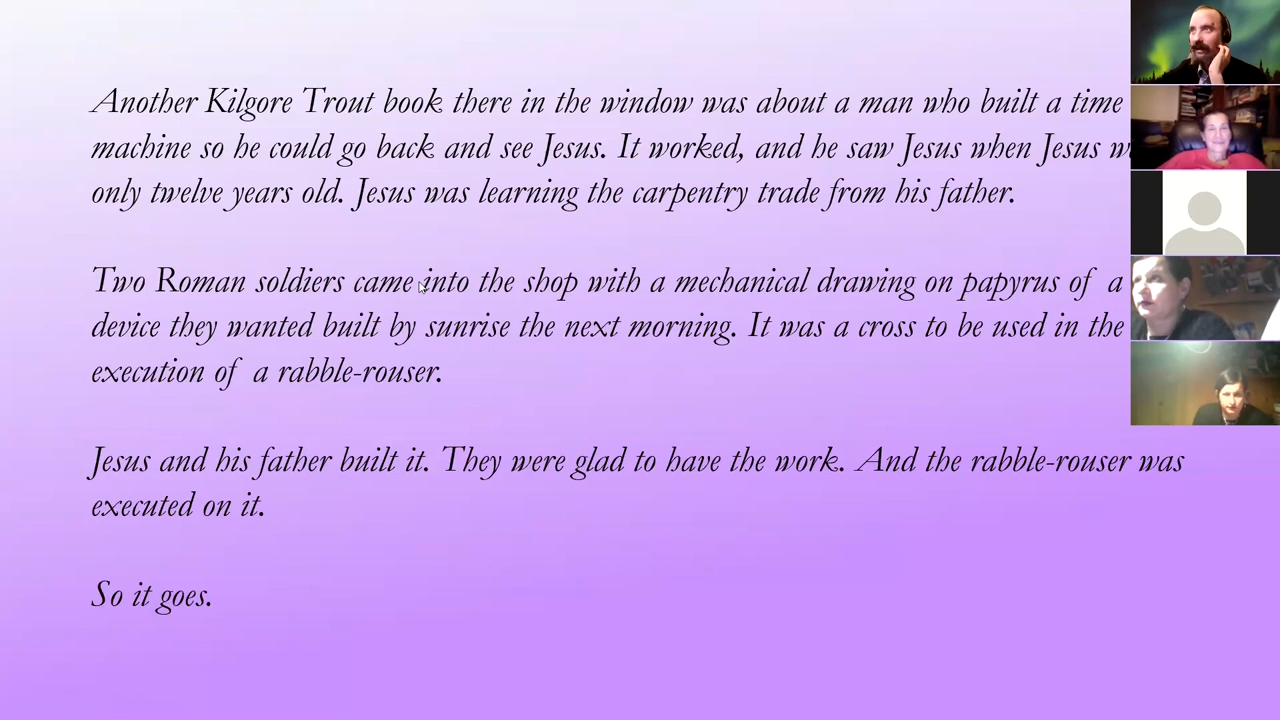 Another Kilgore Trout book there in the window was about a man who built a time
machine so he could go back and see Jesus. It worked, and he saw Jesus when Jesus
only twelve years old. Jesus was learning the carpentry trade from his father.
Two Roman soldiers came into the shop with a mechanical drawing on papyrus of a
device they wanted built by sunrise the next morning. It was a cross to be used in the
execution of a rabble-rouser.
Jesus and his father built it. They were glad to have the work. And the rabble-rouser was
executed on it.
So it goes.